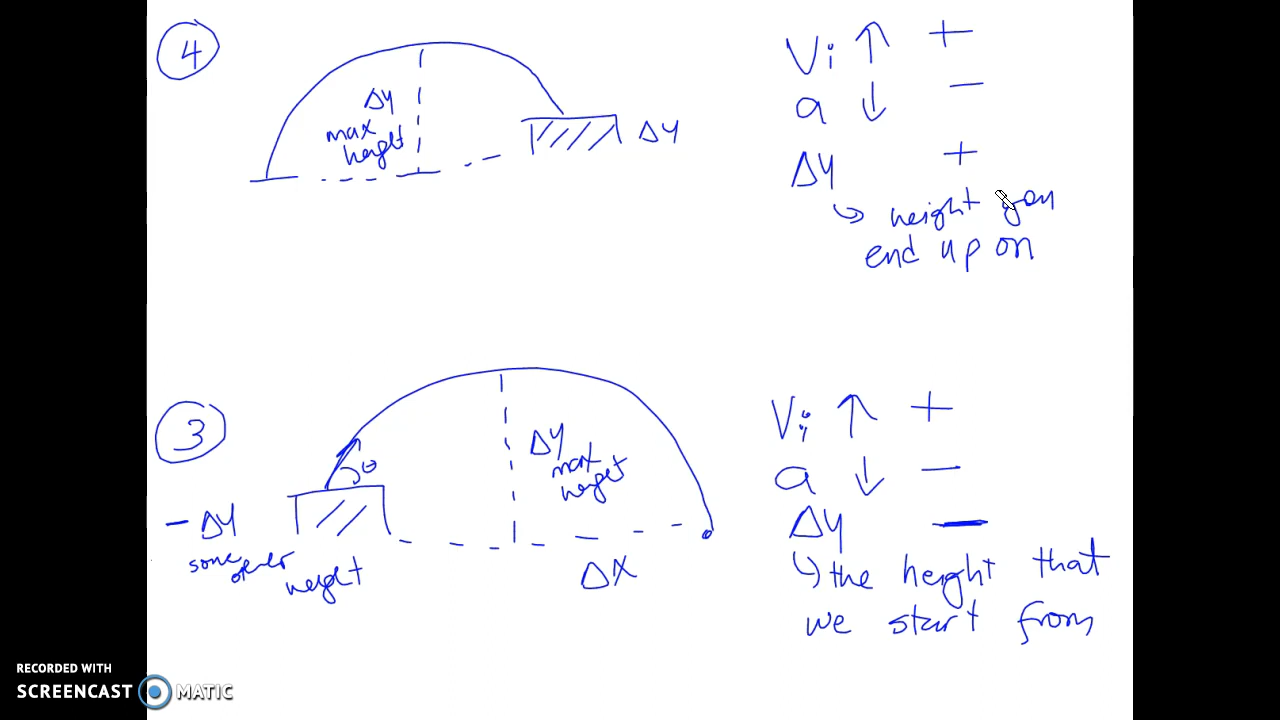 4
ΔY
max
height
ΔY
Vi ↑ +
a ↓ −
ΔY +
↪ height you
end up on
3
θ
ΔY
max
height
− ΔY
some other
height
ΔX
Viy ↑ +
a ↓ −
ΔY −
↪ the height that
we start from
RECORDED WITH
SCREENCAST MATIC